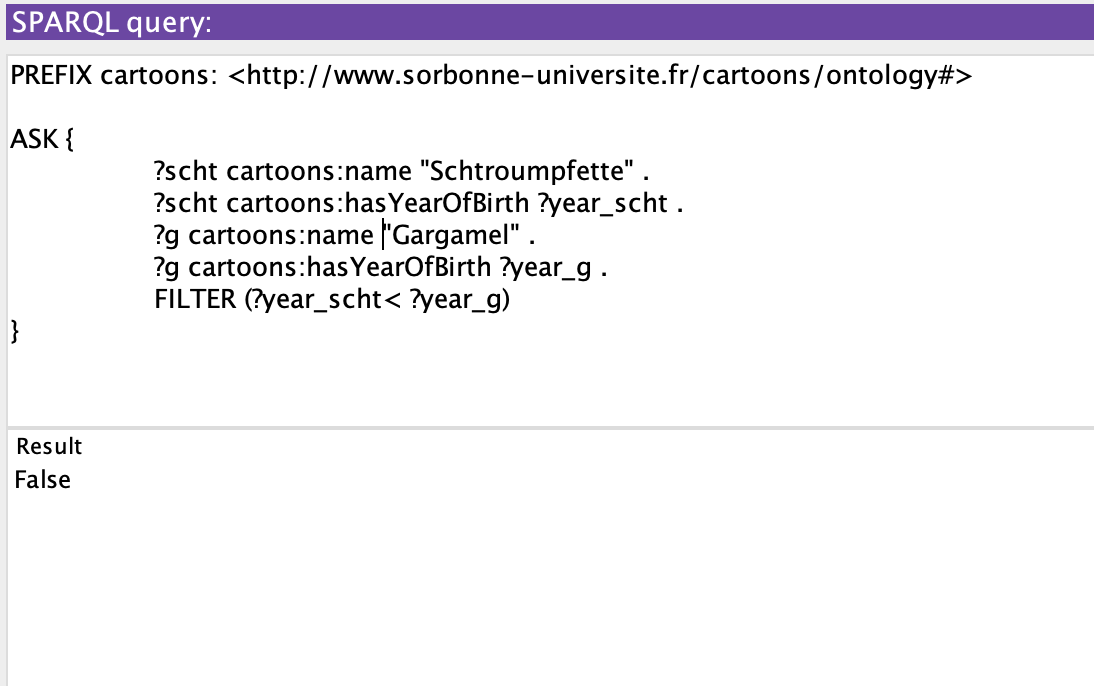 SPARQL query:
PREFIX cartoons: <http://www.sorbonne-universite.fr/cartoons/ontology#>
ASK {
?scht cartoons:name "Schtroumpfette" .
?scht cartoons:hasYearOfBirth ?year_scht .
?g cartoons:name "Gargamel" .
?g cartoons:hasYearOfBirth ?year_g .
FILTER (?year_scht< ?year_g)
}
Result
False